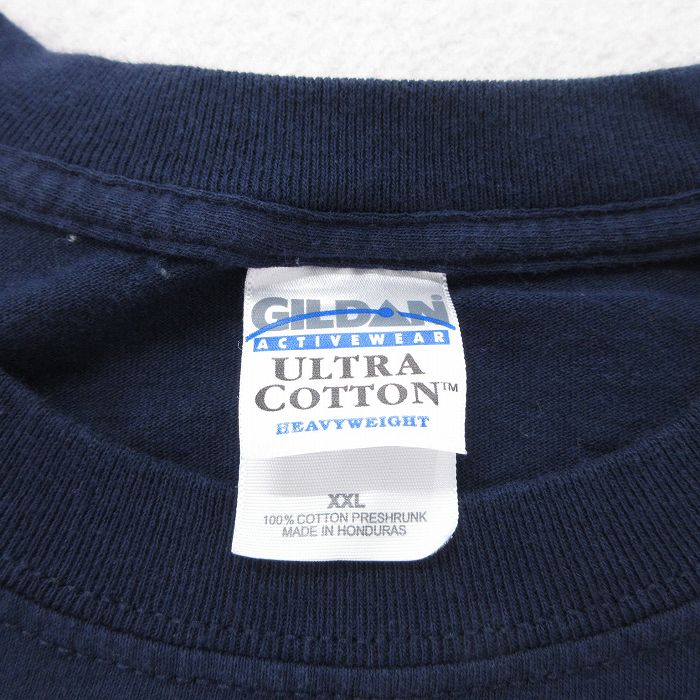 GILDAN
ACTIVEWEAR
ULTRA
COTTON™
HEAVYWEIGHT
XXL
100% COTTON PRESHRUNK
MADE IN HONDURAS